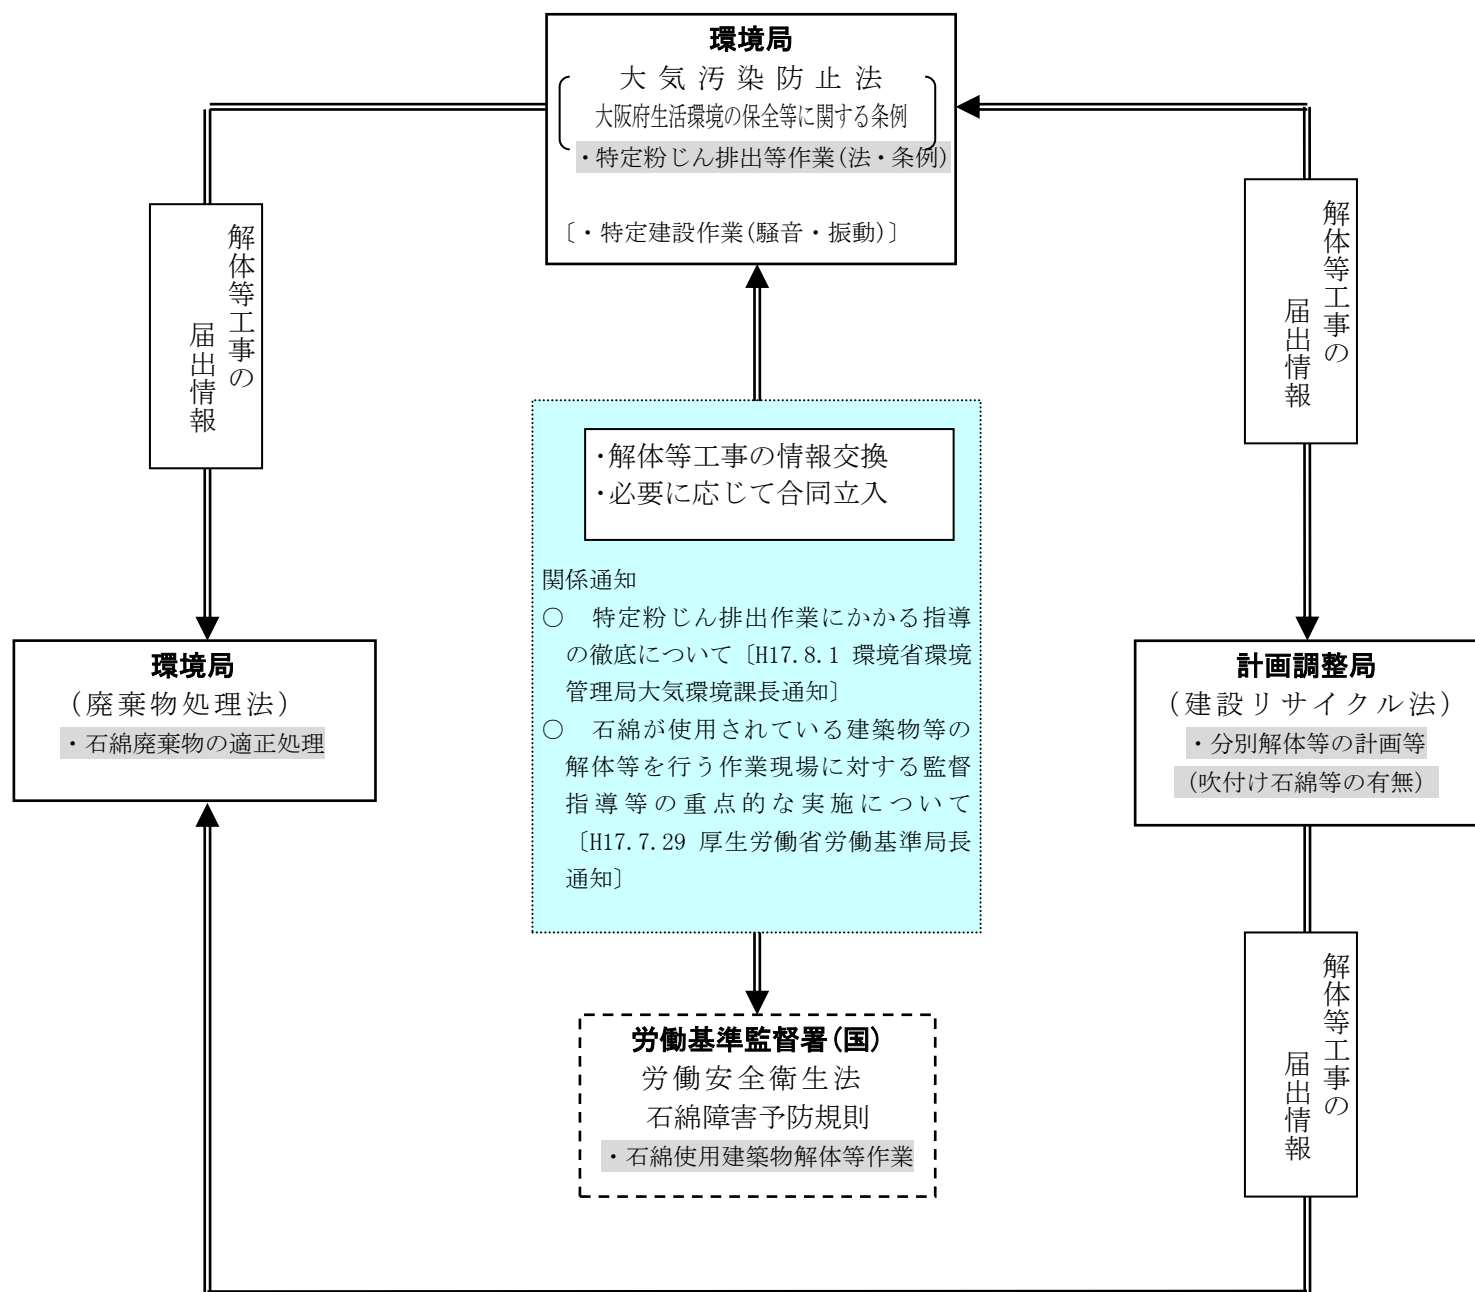 環境局
大気汚染防止法
大阪府生活環境の保全等に関する条例
・特定粉じん排出等作業(法・条例)
〔・特定建設作業(騒音・振動)〕
解体等工事の
届出情報
解体等工事の
届出情報
・解体等工事の情報交換
・必要に応じて合同立入
関係通知
○ 特定粉じん排出作業にかかる指導
の徹底について〔H17.8.1 環境省環境
管理局大気環境課長通知〕
○ 石綿が使用されている建築物等の
解体等を行う作業現場に対する監督
指導等の重点的な実施について
〔H17.7.29 厚生労働省労働基準局長
通知〕
環境局
(廃棄物処理法)
・石綿廃棄物の適正処理
計画調整局
(建設リサイクル法)
・分別解体等の計画等
(吹付け石綿等の有無)
労働基準監督署(国)
労働安全衛生法
石綿障害予防規則
・石綿使用建築物解体等作業
解体等工事の
届出情報